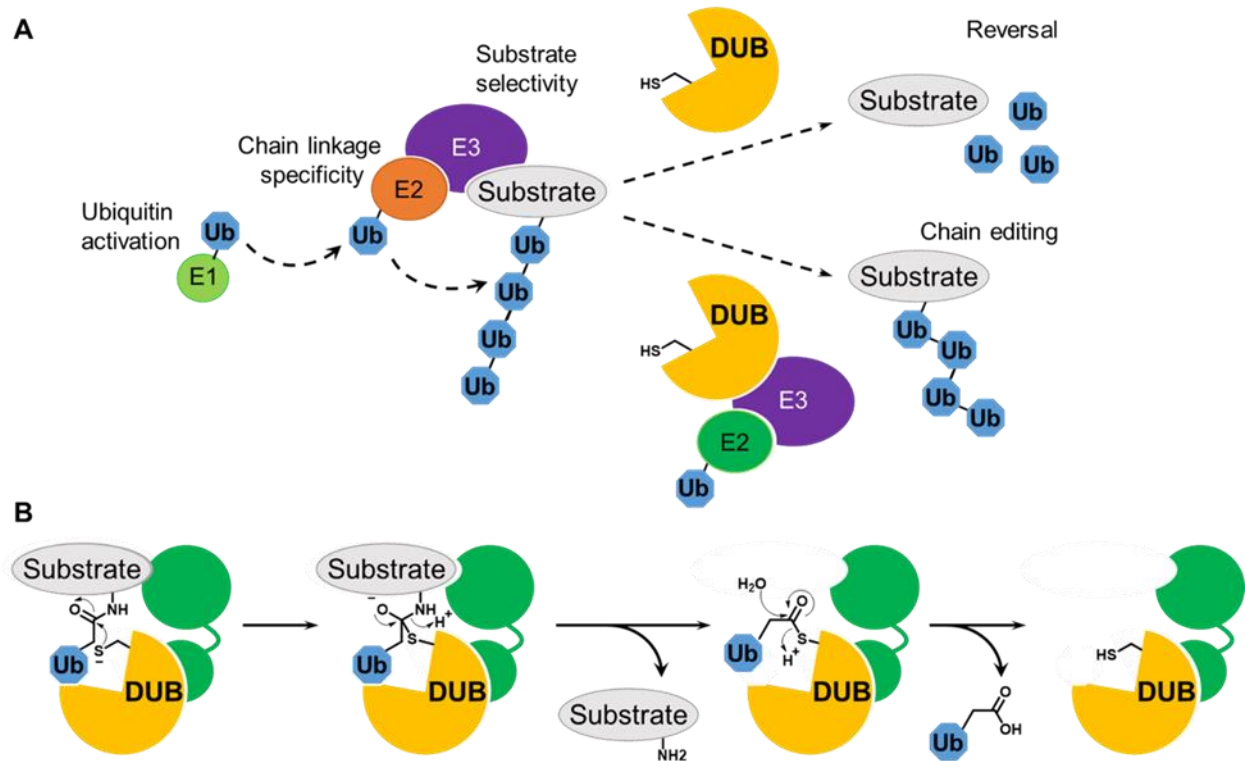 A
Substrate
selectivity
Chain linkage
specificity
Ubiquitin
activation
Ub
E1
E3
E2
Substrate
Ub
Ub
Ub
Ub
Ub
DUB
HS
Reversal
Substrate
Ub
Ub
Ub
Chain editing
Substrate
Ub
Ub
Ub
Ub
DUB
HS
E3
E2
Ub
B
Substrate
O
NH
S
−
Ub
DUB
Substrate
−
O
NH
H+
S
Ub
DUB
Substrate
NH2
H2O
O
S
H+
Ub
DUB
O
OH
Ub
HS
DUB